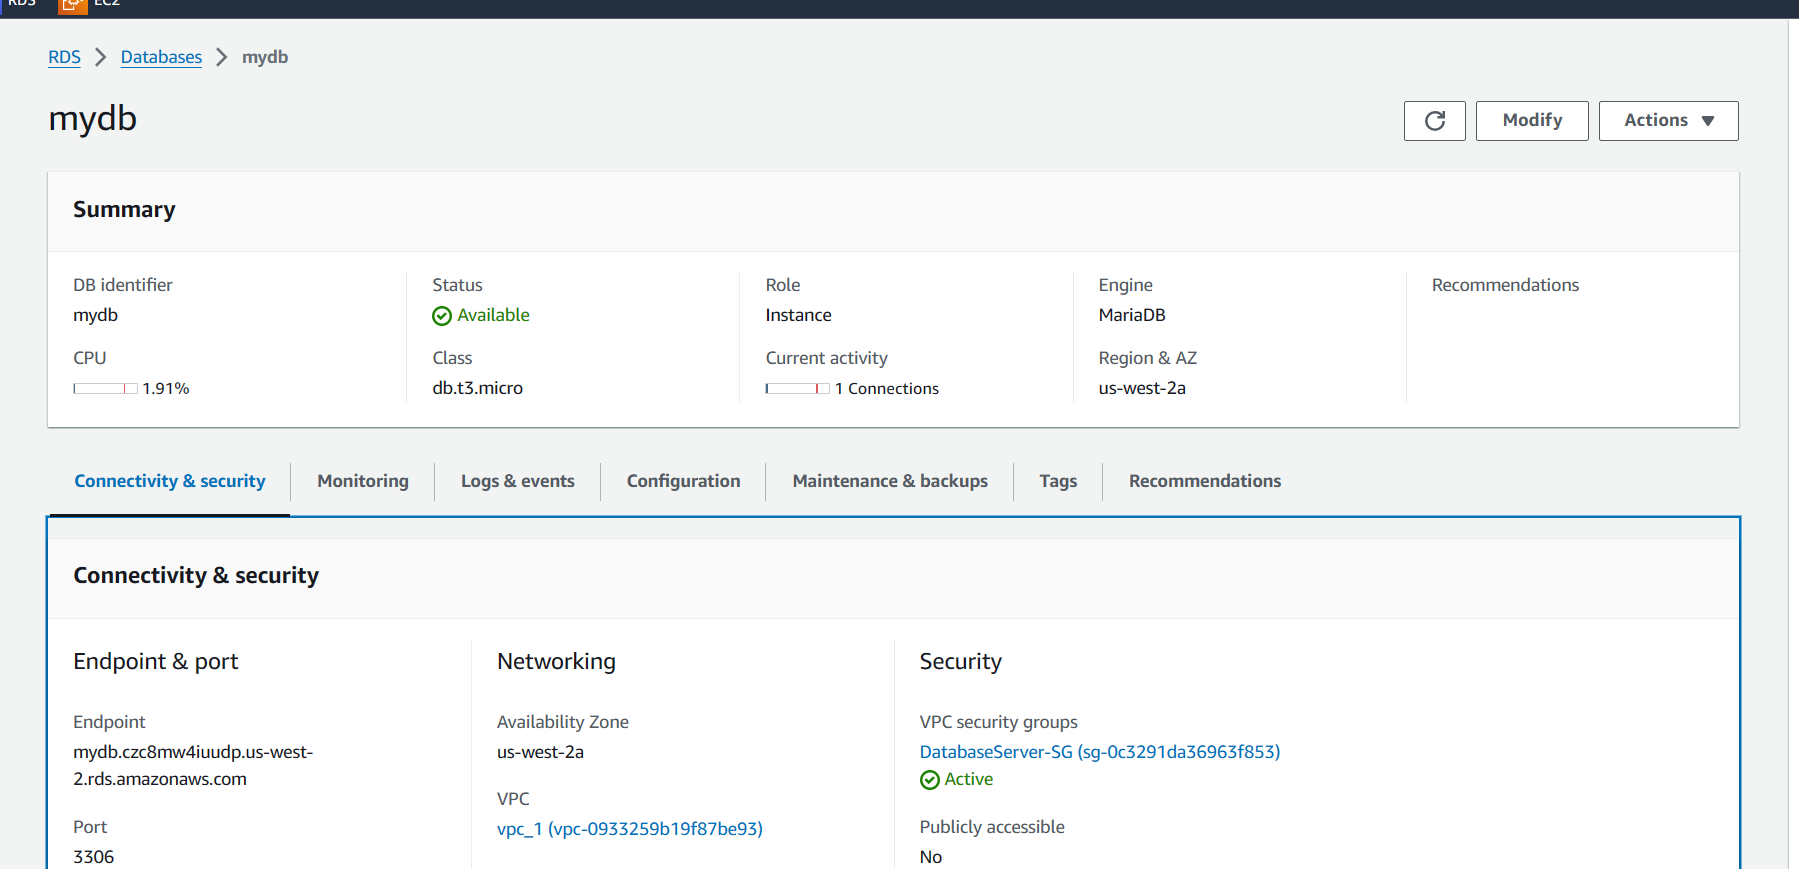 RDS EC2
RDS Databases mydb
mydb
Modify Actions
Summary
DB identifier Status Role Engine Recommendations
mydb Available Instance MariaDB
CPU Class Current activity Region & AZ
1.91% db.t3.micro 1 Connections us-west-2a
Connectivity & security Monitoring Logs & events Configuration Maintenance & backups Tags Recommendations
Connectivity & security
Endpoint & port
Endpoint
mydb.czc8mw4iuudp.us-west-
2.rds.amazonaws.com
Port
3306
Networking
Availability Zone
us-west-2a
VPC
vpc_1 (vpc-0933259b19f87be93)
Security
VPC security groups
DatabaseServer-SG (sg-0c3291da36963f853)
Active
Publicly accessible
No